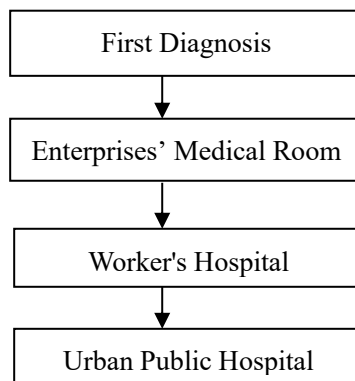 First Diagnosis
Enterprises’ Medical Room
Worker's Hospital
Urban Public Hospital